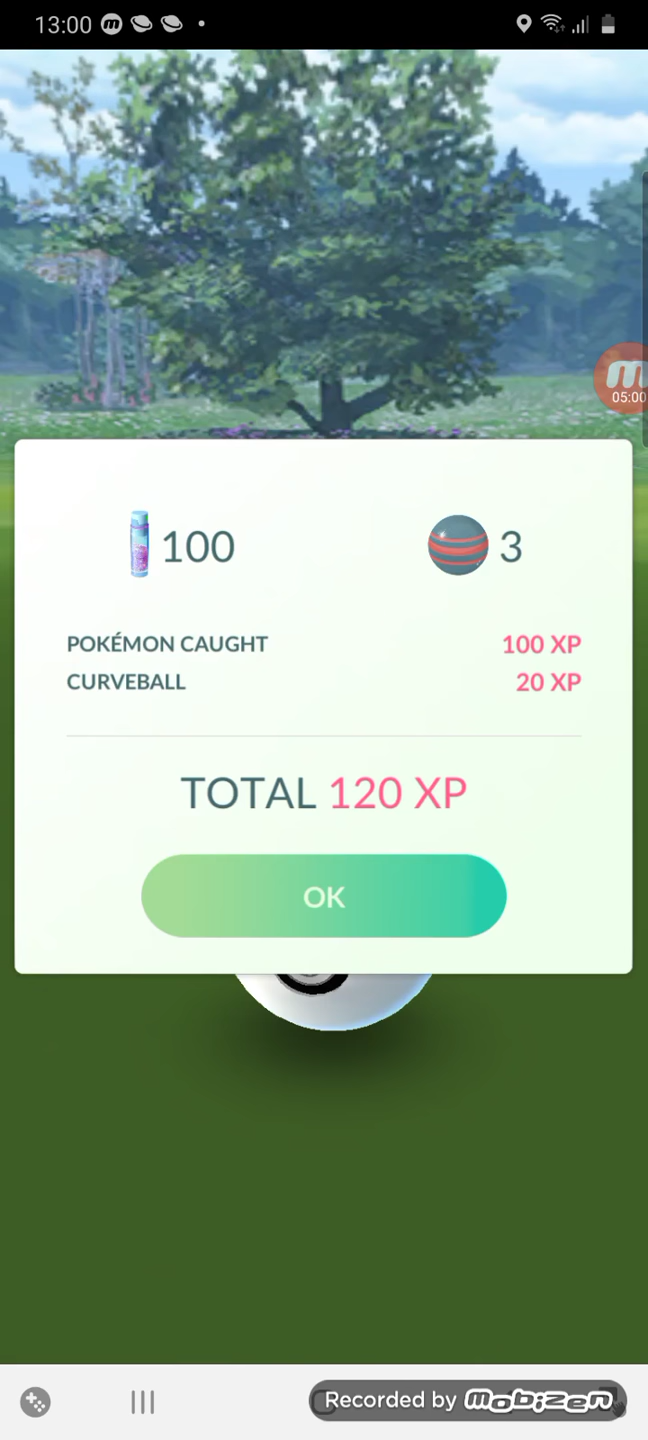 13:00
m
05:00
100
3
POKÉMON CAUGHT 100 XP
CURVEBALL 20 XP
TOTAL 120 XP
OK
Recorded by mobizen